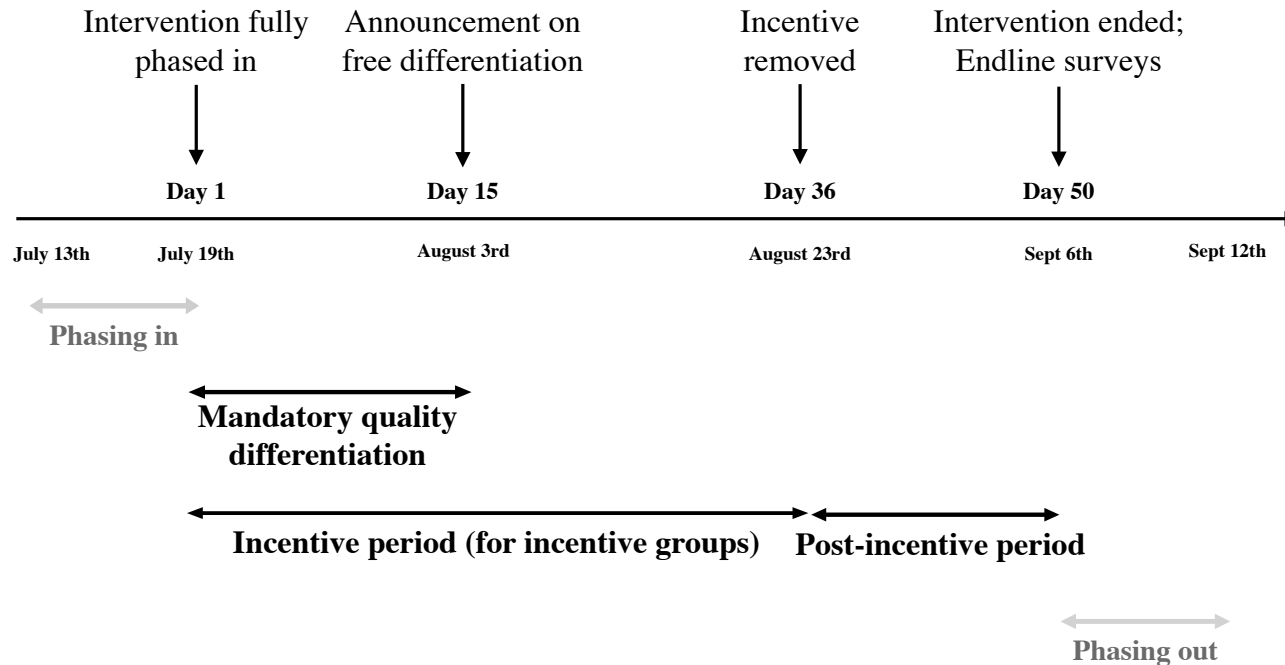 Intervention fully
phased in
Announcement on
free differentiation
Incentive
removed
Intervention ended;
Endline surveys
Day 1
Day 15
Day 36
Day 50
July 13th
July 19th
August 3rd
August 23rd
Sept 6th
Sept 12th
Phasing in
Mandatory quality
differentiation
Incentive period (for incentive groups)
Post-incentive period
Phasing out